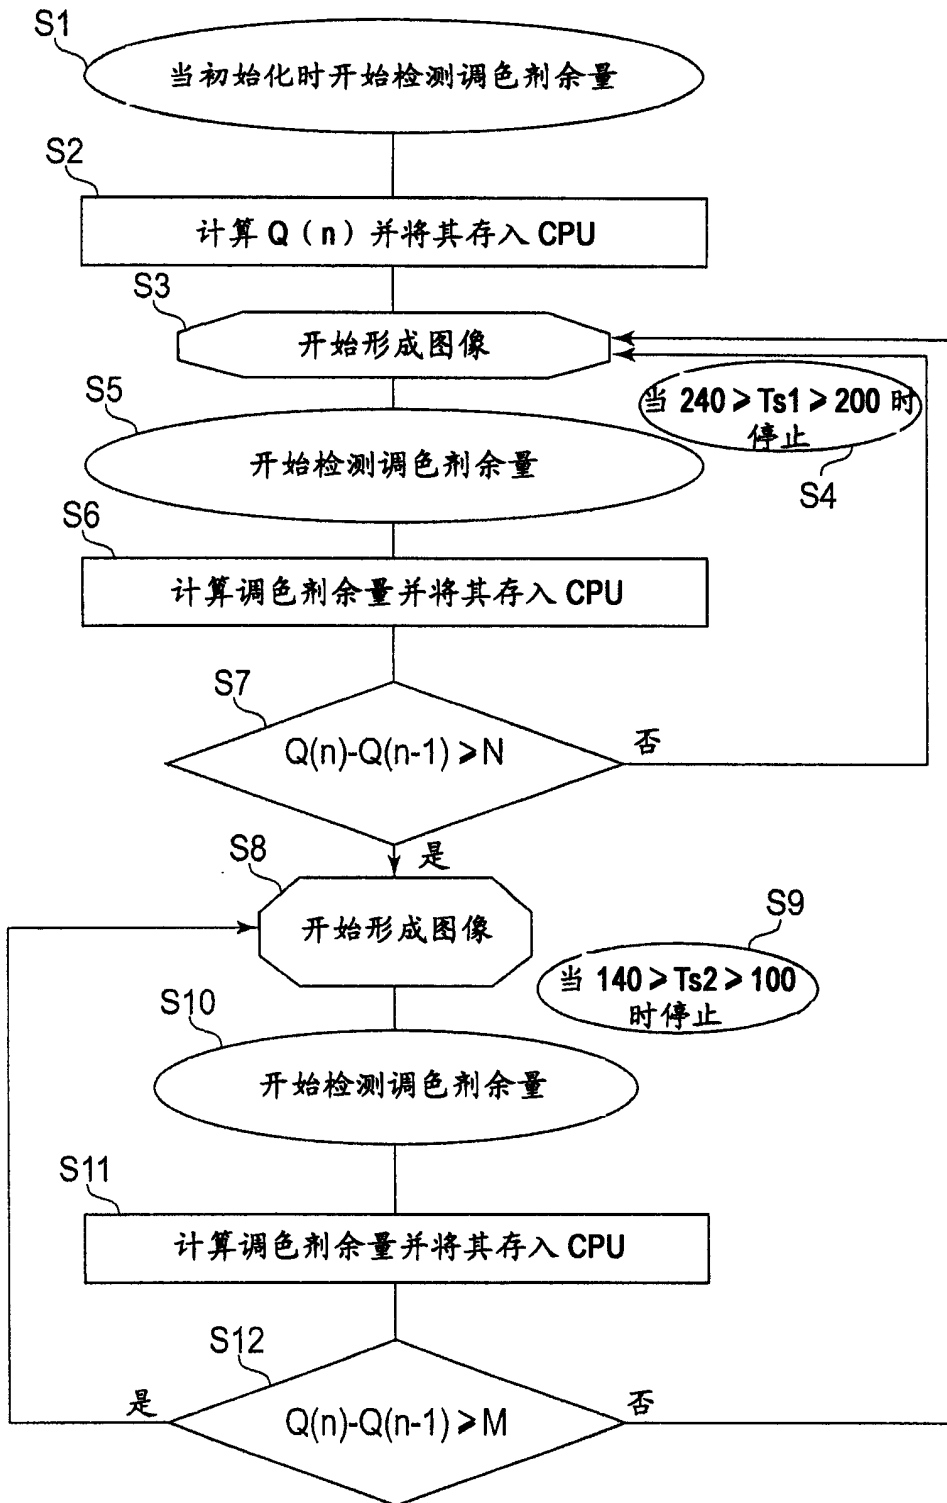 S1
当初始化时开始检测调色剂余量
S2
计算 Q（n）并将其存入 CPU
S3
开始形成图像
S5
当 240 ⩾ Ts1 ⩾ 200 时
停止
S4
开始检测调色剂余量
S6
计算调色剂余量并将其存入 CPU
S7
Q(n)-Q(n-1) ⩾ N
否
是
S8
开始形成图像
S9
当 140 ⩾ Ts2 ⩾ 100
时停止
S10
开始检测调色剂余量
S11
计算调色剂余量并将其存入 CPU
S12
是
Q(n)-Q(n-1) ⩾ M
否